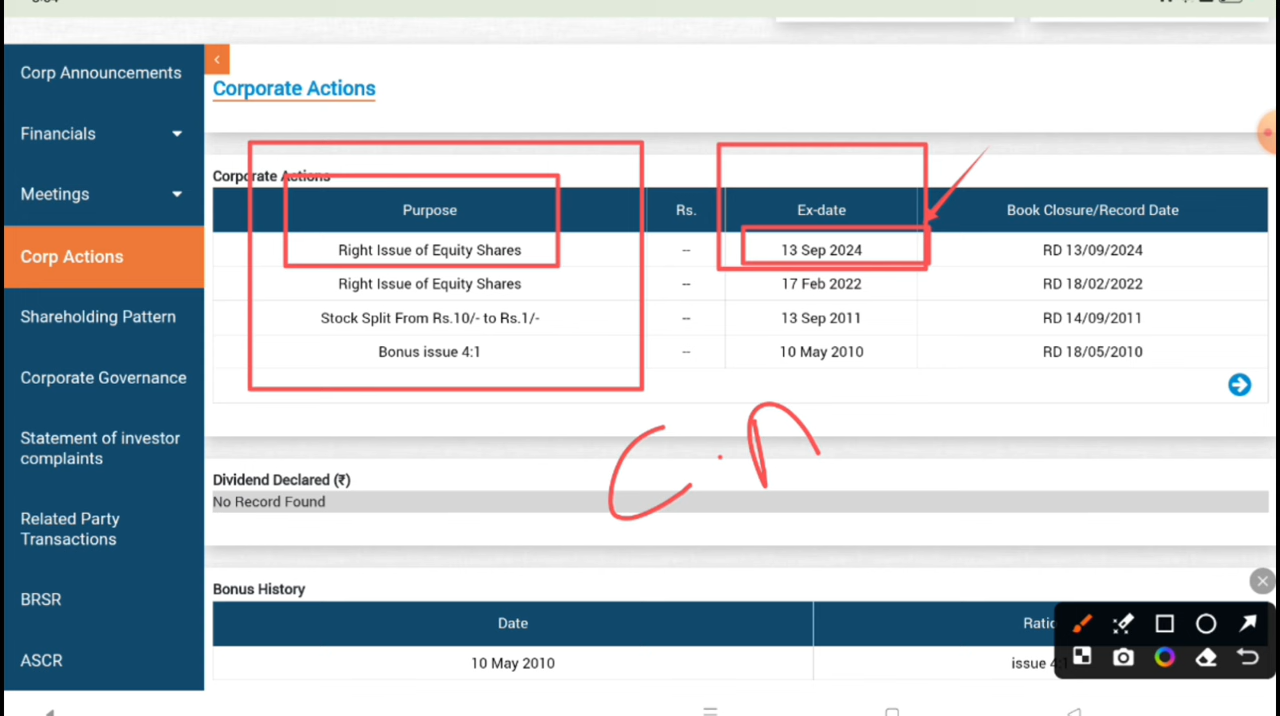 Corp Announcements
Financials
Meetings
Corp Actions
Shareholding Pattern
Corporate Governance
Statement of investor
complaints
Related Party
Transactions
BRSR
ASCR
Corporate Actions
Corporate Actions
Purpose Rs. Ex-date Book Closure/Record Date
Right Issue of Equity Shares -- 13 Sep 2024 RD 13/09/2024
Right Issue of Equity Shares -- 17 Feb 2022 RD 18/02/2022
Stock Split From Rs.10/- to Rs.1/- -- 13 Sep 2011 RD 14/09/2011
Bonus issue 4:1 -- 10 May 2010 RD 18/05/2010
Dividend Declared (₹)
No Record Found
Bonus History
Date Ratio
10 May 2010 issue 4:1